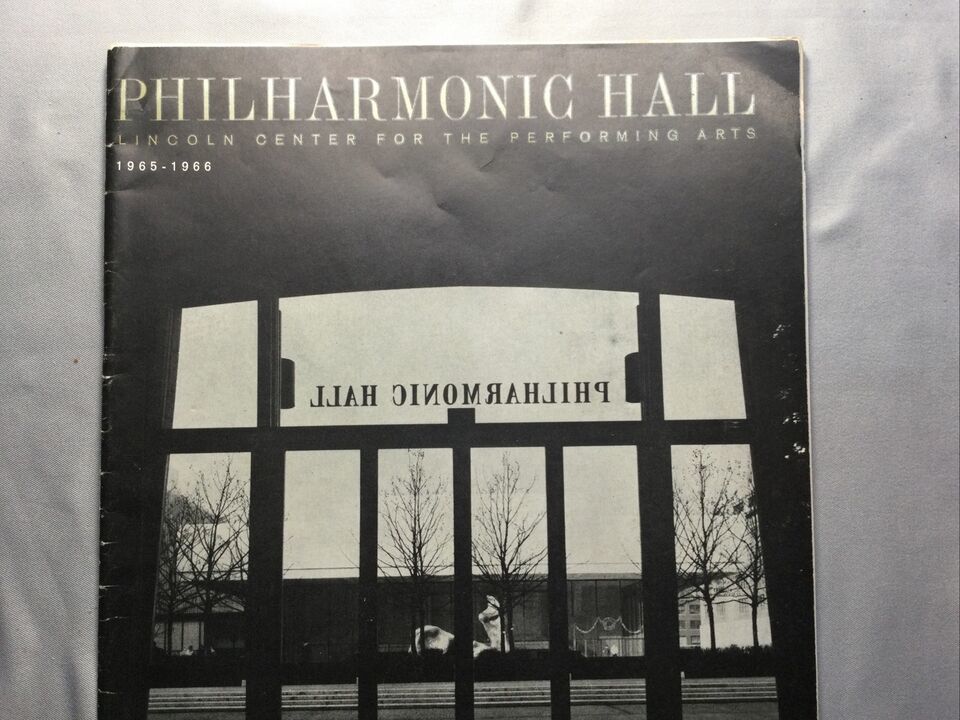 PHILHARMONIC HALL
LINCOLN CENTER FOR THE PERFORMING ARTS
1965-1966
PHILHARMONIC HALL